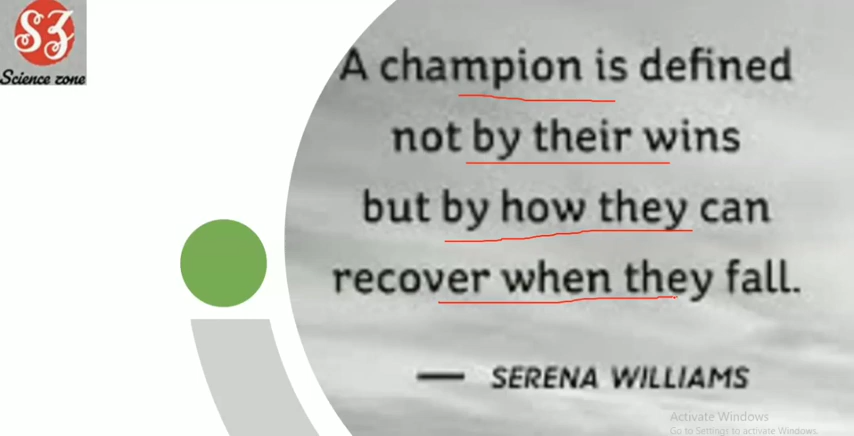 SZ
Science zone
A champion is defined
not by their wins
but by how they can
recover when they fall.
— SERENA WILLIAMS
Activate Windows
Go to Settings to activate Windows.